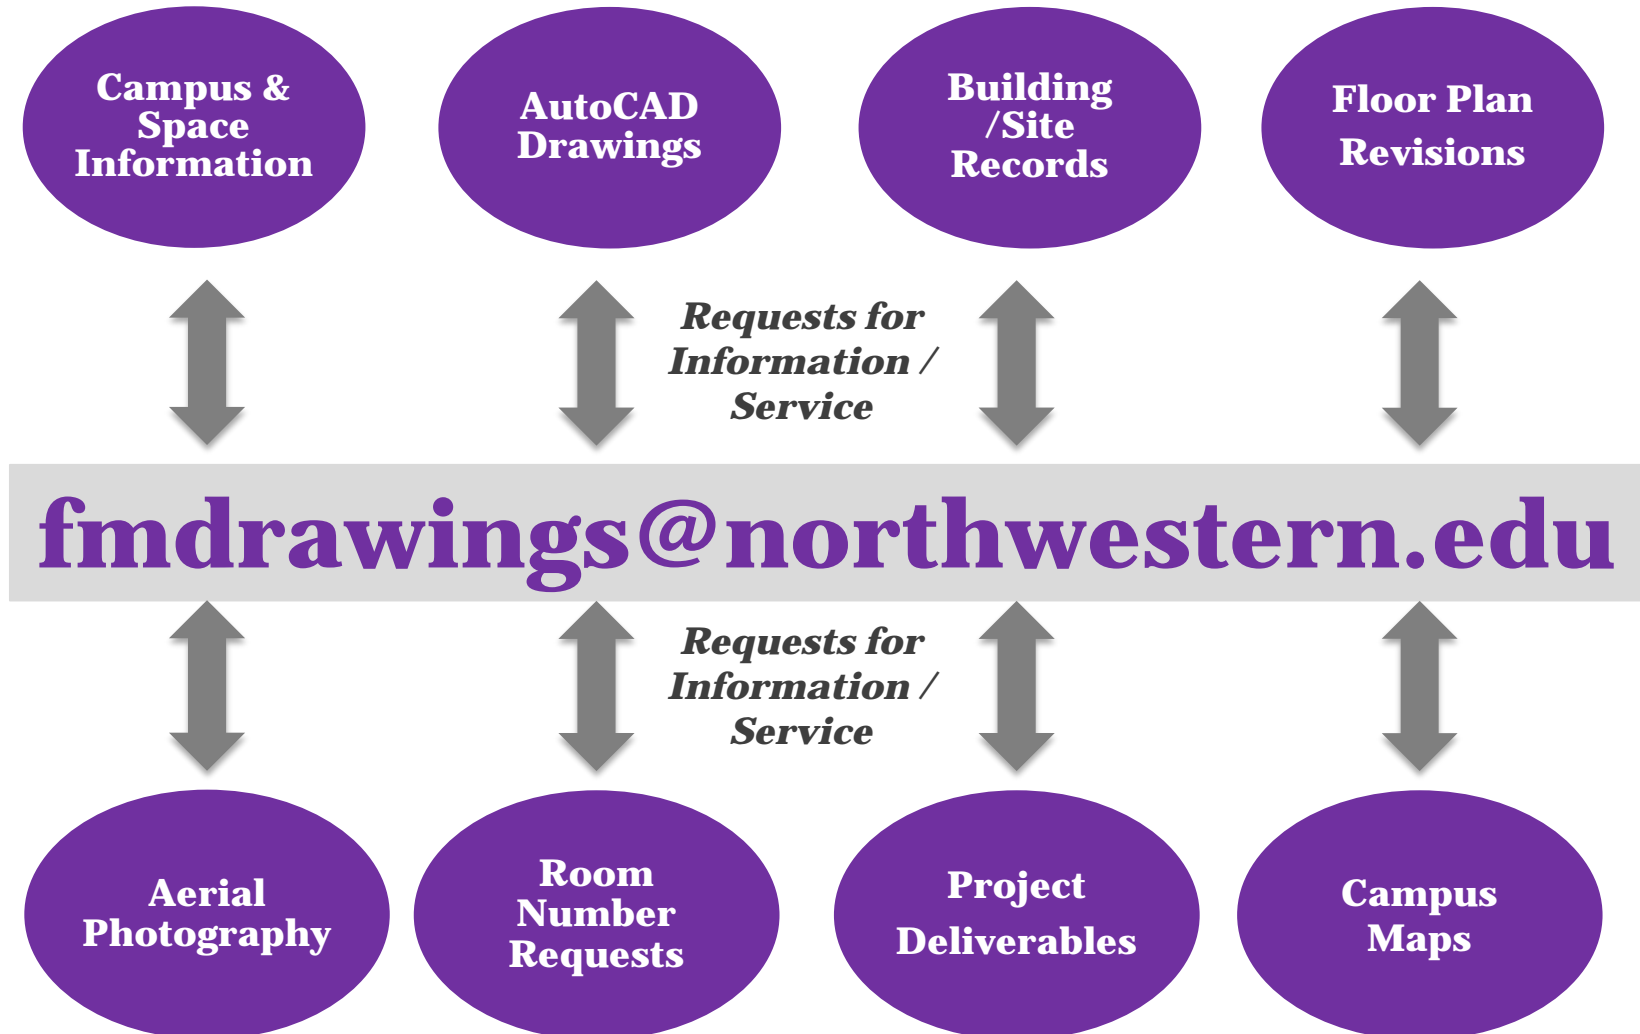 Campus &
Space
Information
AutoCAD
Drawings
Building
/Site
Records
Floor Plan
Revisions
Requests for
Information /
Service
fmdrawings@northwestern.edu
Requests for
Information /
Service
Aerial
Photography
Room
Number
Requests
Project
Deliverables
Campus
Maps